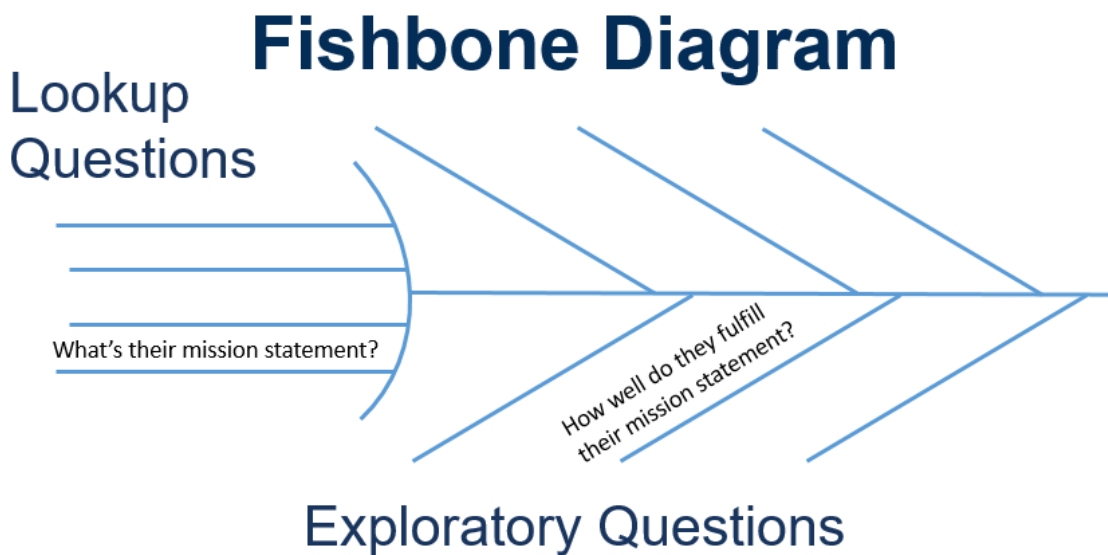 Fishbone Diagram
Lookup
Questions
What’s their mission statement?
How well do they fulfill
their mission statement?
Exploratory Questions